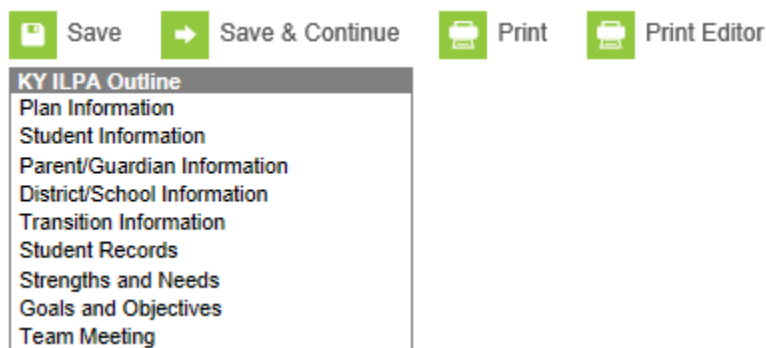 Save Save & Continue Print Print Editor
KY ILPA Outline
Plan Information
Student Information
Parent/Guardian Information
District/School Information
Transition Information
Student Records
Strengths and Needs
Goals and Objectives
Team Meeting